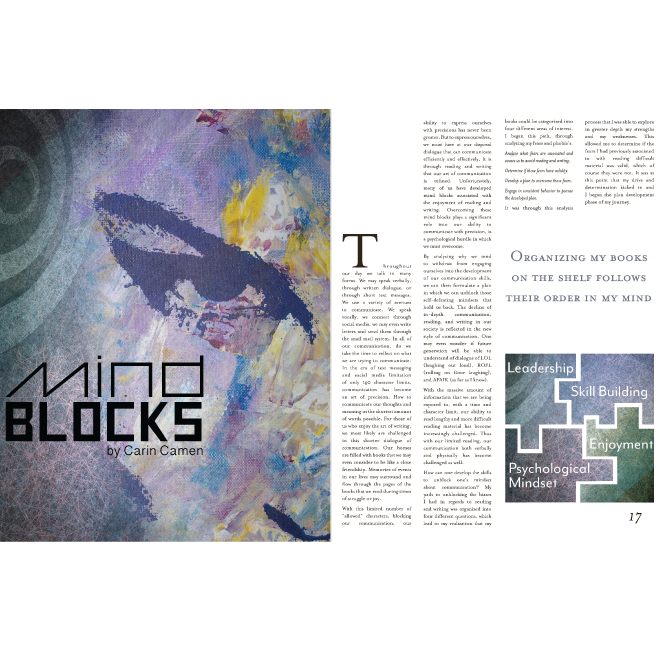 MIND
BLOCKS
by Carin Camen
Throughout
our day we talk in many
forms. We may speak verbally,
through written dialogue, or
through short text messages.
We use a variety of avenues
to communicate. We speak
vocally, we connect through
social media, we may even write
letters and send them through
the snail mail system. In all of
our communication, do we
take the time to reflect on what
we are trying to communicate.
In the era of text messaging
and social media limitation
of only 140 character limits,
communication has become
an art of precision. How to
communicate our thoughts and
meaning in the shortest amount
of words possible. For those of
us who enjoy the art of writing,
we most likely are challenged
in this shorter dialogue of
communication. Our homes
are filled with books that we may
even consider to be like a close
friendship. Memories of events
in our lives may surround and
flow through the pages of the
books that we read during times
of struggle or joy.
With this limited number of
"allowed" characters, blocking
our communication, our
ability to express ourselves
with precision has never been
greater. But to express ourselves,
we must have at our disposal
dialogue that can communicate
efficiently and effectively. It is
through reading and writing
that our art of communication
is refined. Unfortunately,
many of us have developed
mind blocks associated with
the enjoyment of reading and
writing. Overcoming these
mind blocks plays a significant
role into our ability to
communicate with precision, is
a psychological hurdle in which
we must overcome.
By analyzing why we tend
to withdraw from engaging
ourselves into the development
of our communication skills,
we can then formulate a plan
in which we can unblock those
self-defeating mindsets that
hold us back. The decline of
in-depth communication,
reading, and writing in our
society is reflected in the new
style of communication. One
may even wonder if future
generation will be able to
understand of dialogue of LOL
(laughing out loud), ROFL
(rolling on floor laughing),
and AFAIK (as far as I know).
With the massive amount of
information that we are being
exposed to, with a time and
character limit, our ability to
read lengthy and more difficult
reading material has become
increasingly challenged. Thus
with our limited reading, our
communication both verbally
and physically has become
challenged as well.
How can one develop the skills
to unblock one's mindset
about communication? My
path to unlocking the biases
I had in regards to reading
and writing was organized into
four different questions, which
lead to my realization that my
books could be categorized into
four different areas of interest.
I began this path, through
analyzing my fears and phobia's.
Analyze what fears are associated and
causes us to avoid reading and writing.
Determine if those fears have validity.
Develop a plan to overcome those fears.
Engage in consistent behavior to pursue
the developed plan.
It was through this analysis
process that I was able to explore
in greater depth my strengths
and my weaknesses. This
allowed me to determine if the
fears I had previously associated
to with reading difficult
material was valid, which of
course they were not. It was at
this point that my drive and
determination kicked in and
I began the plan development
phase of my journey.
Organizing my books
on the shelf follows
their order in my mind
Leadership
Skill Building
Enjoyment
Psychological
Mindset
17